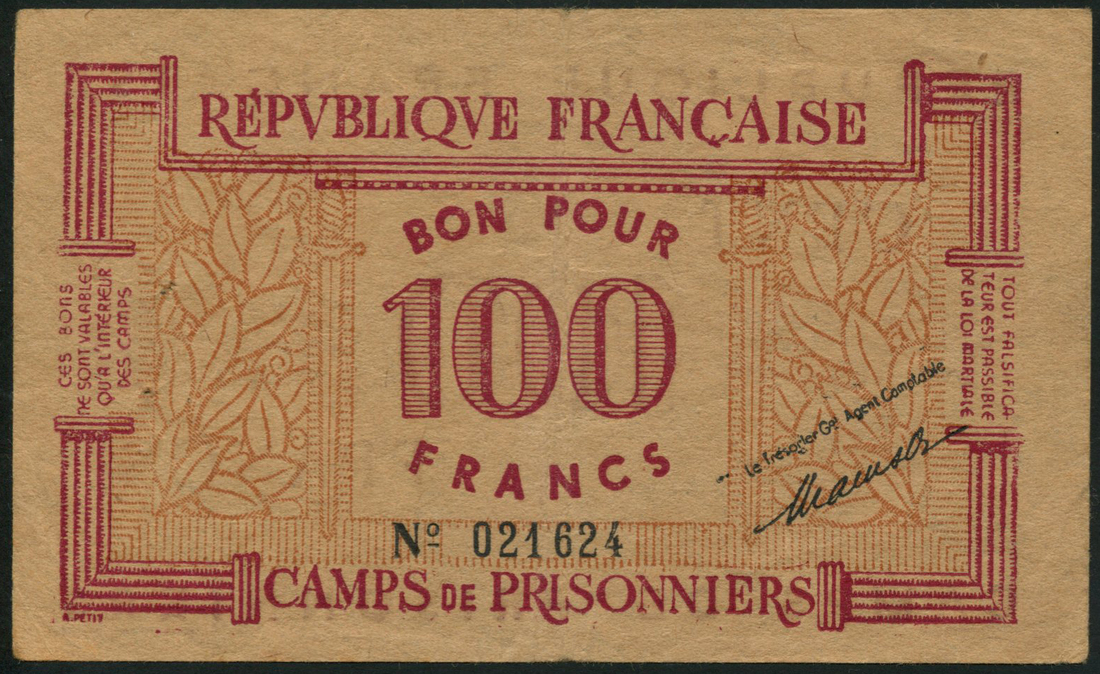 RÉPVBLIQVE FRANÇAISE
BON POUR
100
FRANCS
CES BONS
NE SONT VALABLES
QU'A L'INTÉRIEUR
DES CAMPS
TOUT FALSIFICA-
TEUR EST PASSIBLE
DE LA LOI MARTIALE
Le Trésorier Gal Agent Comptable
Nº 021624
CAMPS DE PRISONNIERS
A. PETIT